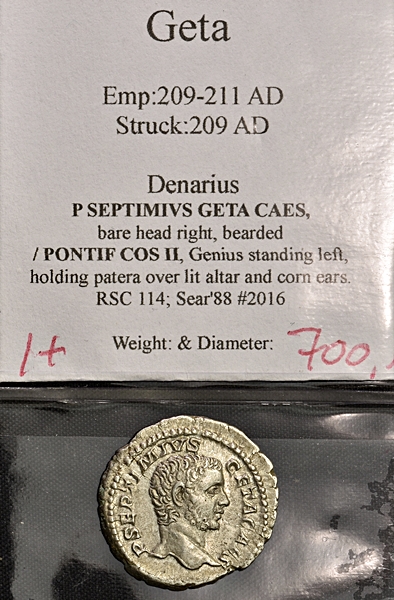 Geta
Emp:209-211 AD
Struck:209 AD
Denarius
P SEPTIMIVS GETA CAES,
bare head right, bearded
/ PONTIF COS II, Genius standing left,
holding patera over lit altar and corn ears.
RSC 114; Sear'88 #2016
1+ Weight: & Diameter: 700,
P SEPTIMIVS GETA CAES